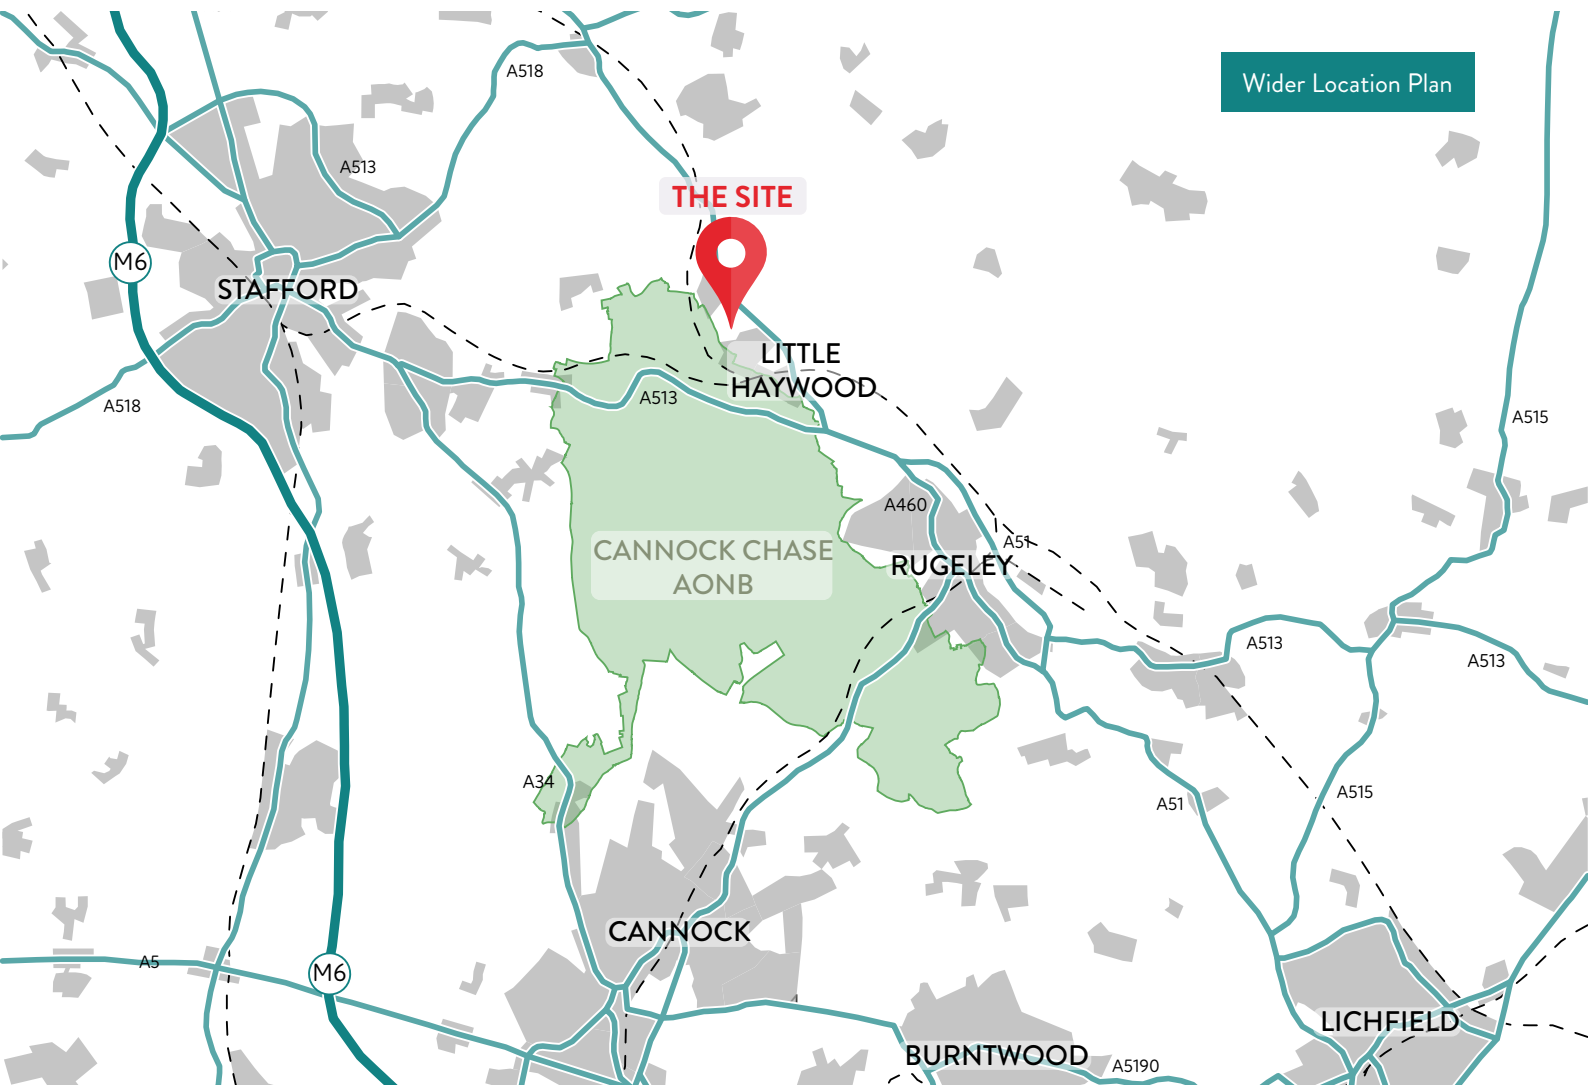 A518
Wider Location Plan
A513
THE SITE
M6
STAFFORD
LITTLE
HAYWOOD
A518
A513
A515
A460
A51
CANNOCK CHASE
AONB
RUGELEY
A513
A513
A34
A515
A51
CANNOCK
A5
M6
LICHFIELD
BURNTWOOD
A5190